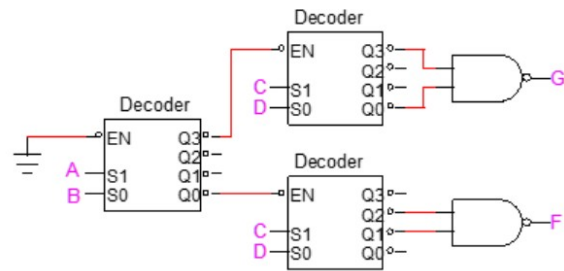 Decoder
EN Q3
Q2
C S1 Q1
D S0 Q0
G
Decoder
EN Q3
Q2
A S1 Q1
B S0 Q0
Decoder
EN Q3
Q2
C S1 Q1
D S0 Q0
F